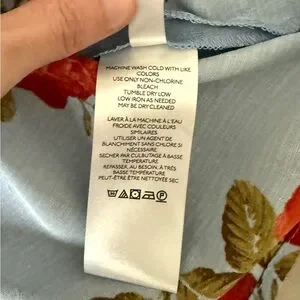 MACHINE WASH COLD WITH LIKE
COLORS
USE ONLY NON-CHLORINE
BLEACH
TUMBLE DRY LOW
LOW IRON AS NEEDED
MAY BE DRY CLEANED
LAVER À LA MACHINE À L'EAU
FROIDE AVEC COULEURS
SIMILAIRES
UTILISER UN AGENT DE
BLANCHIMENT SANS CHLORE SI
NÉCESSAIRE
SECHER PAR CULBUTAGE À BASSE
TEMPÉRATURE
REPASSER, AU BESOIN, À TRÈS
BASSE TEMPÉRATURE
PEUT-ÊTRE ÊTRE NETTOYÉE SEC